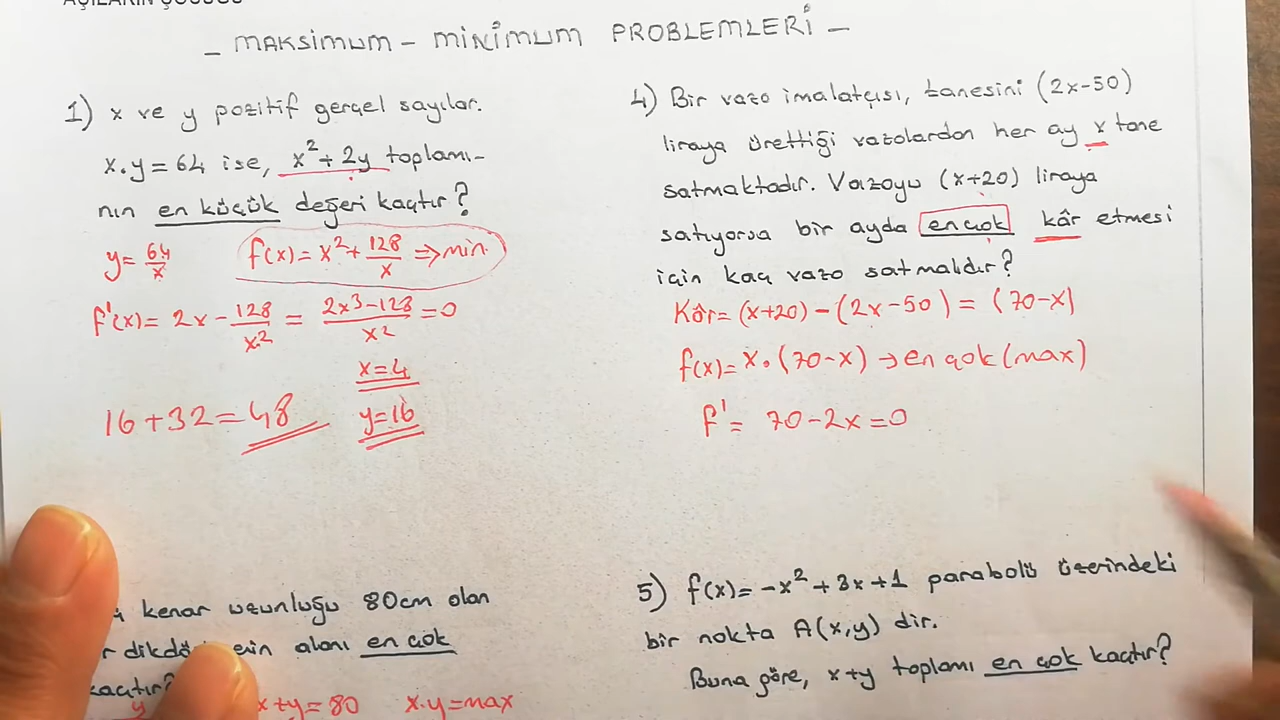 - MAKSİMUM - MİNİMUM PROBLEMLERİ -
1) x ve y pozitif gerçel sayılar.
x.y=64 ise, x²+2y toplamı-
nın en küçük değeri kaçtır?
y=64/x f(x)=x²+128/x ⇒ min.
f'(x)=2x-128/x²=2x³-128/x²=0
x=4
y=16
16+32=48
kenar uzunluğu 80cm olan
alanı en çok
kaçtır?
y x+y=80 x.y=max
4) Bir vazo imalatçısı, tanesini (2x-50)
liraya ürettiği vazolardan her ay x tane
satmaktadır. Vazoyu (x+20) liraya
satıyorsa bir ayda en çok kâr etmesi
için kaç vazo satmalıdır?
Kâr=(x+20)-(2x-50)=(70-x)
f(x)=x.(70-x)→en çok(max)
f'=70-2x=0
5) f(x)=-x²+3x+1 parabolü üzerindeki
bir nokta A(x,y) dir.
Buna göre, x+y toplamı en çok kaçtır?